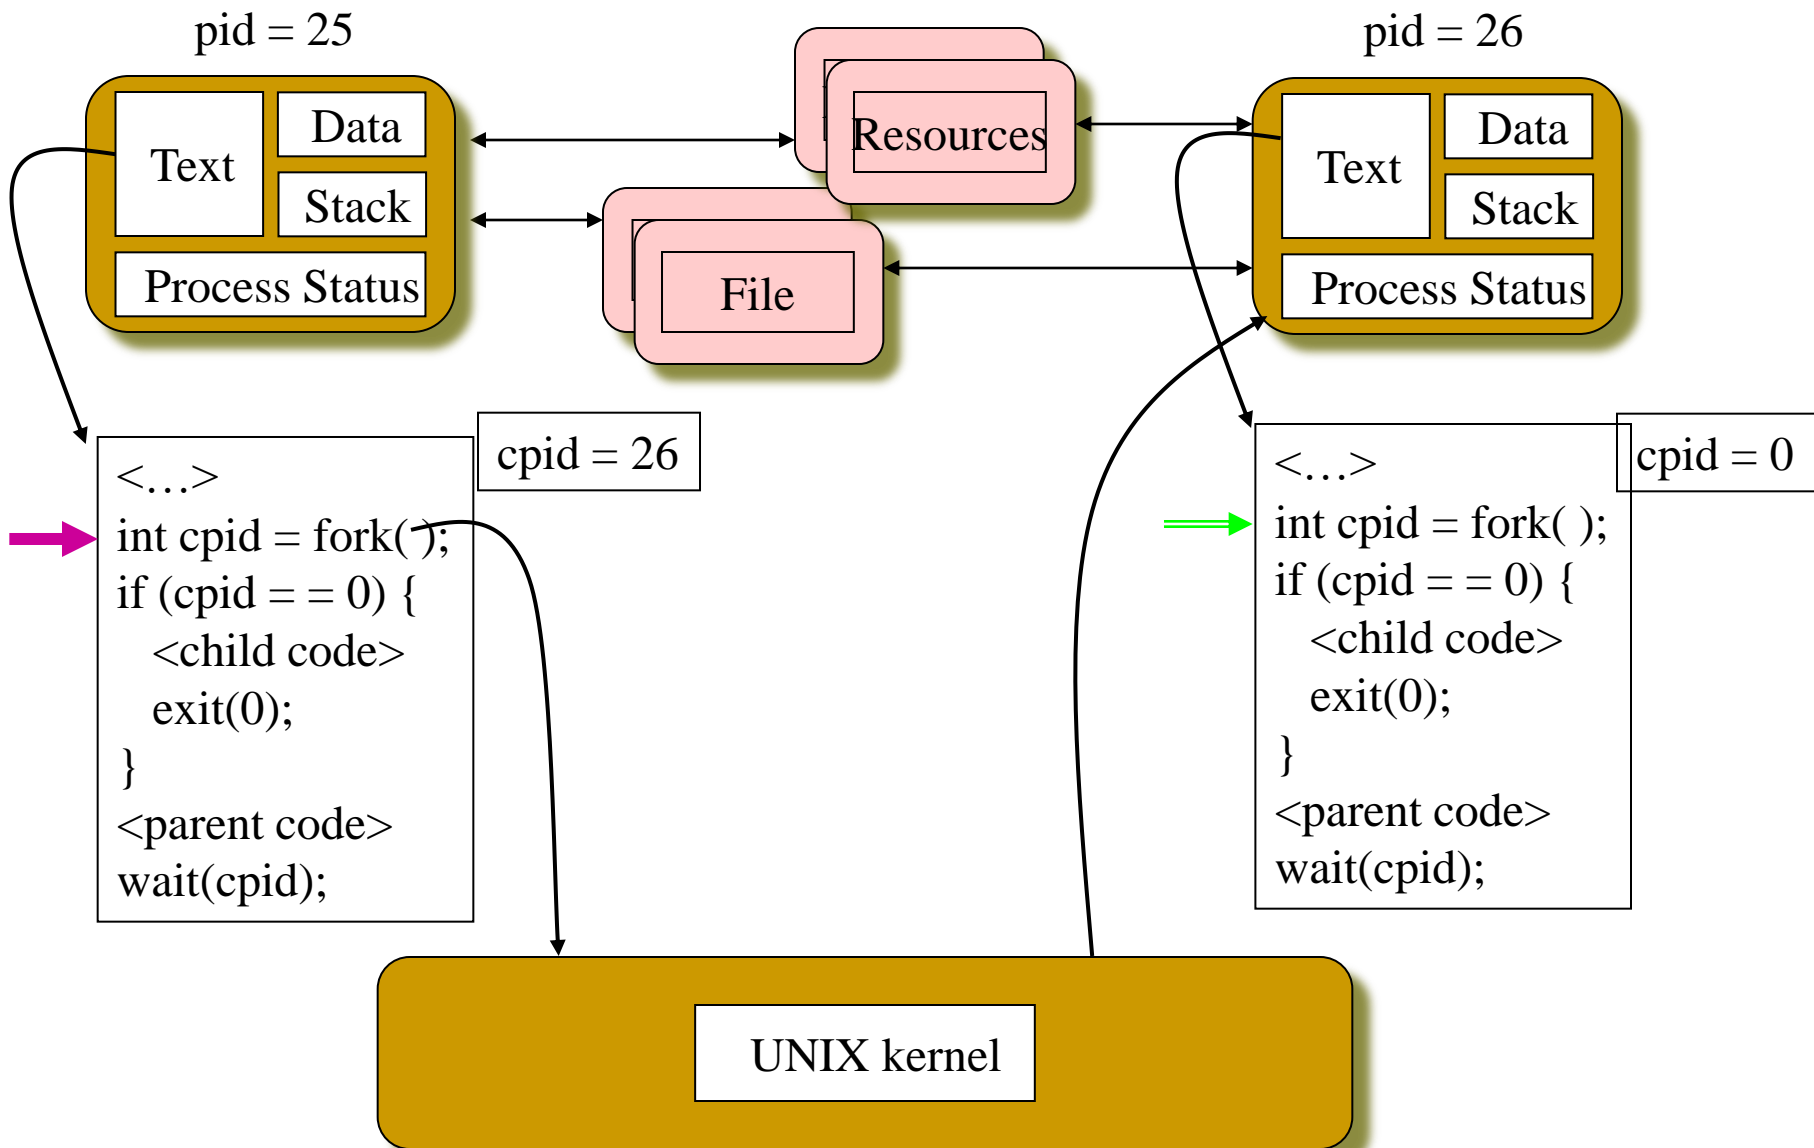 pid = 25
pid = 26
Text
Data
Stack
Process Status
Resources
File
Text
Data
Stack
Process Status
cpid = 26
<...>
int cpid = fork( );
if (cpid = = 0) {
<child code>
exit(0);
}
<parent code>
wait(cpid);
cpid = 0
<...>
int cpid = fork( );
if (cpid = = 0) {
<child code>
exit(0);
}
<parent code>
wait(cpid);
UNIX kernel